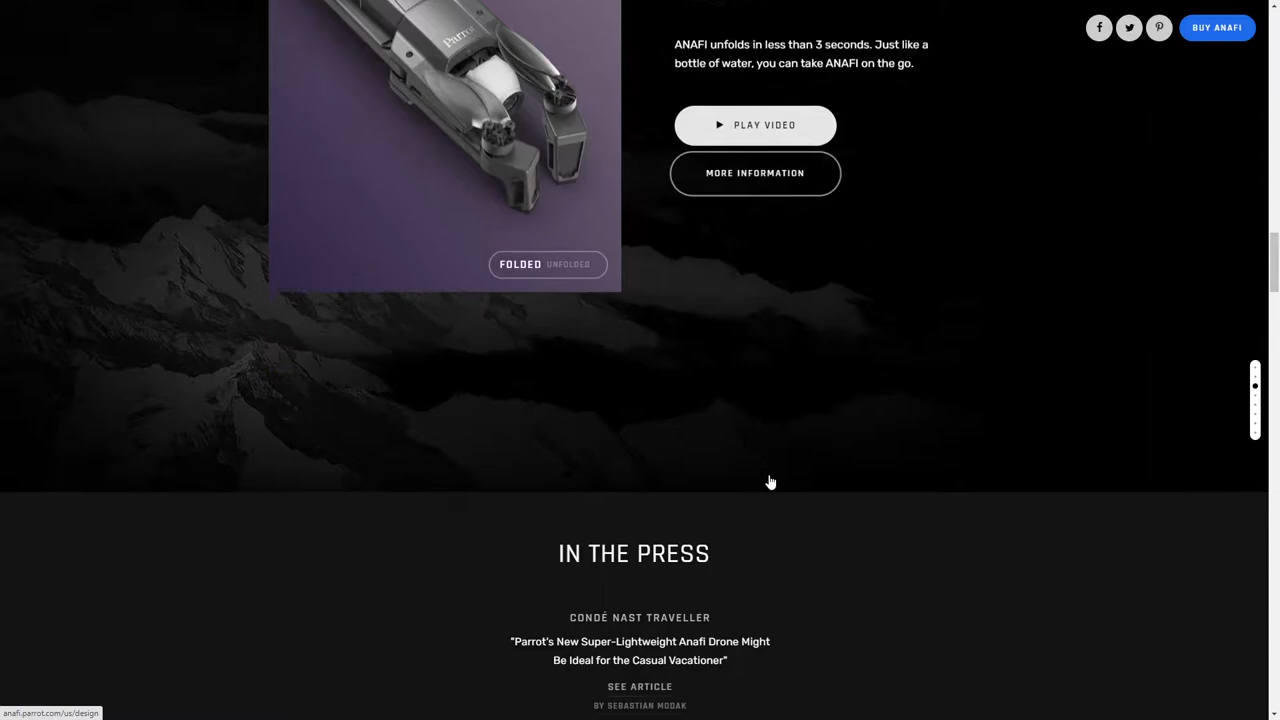 Parrot
BUY ANAFI
ANAFI unfolds in less than 3 seconds. Just like a
bottle of water, you can take ANAFI on the go.
PLAY VIDEO
MORE INFORMATION
FOLDED UNFOLDED
IN THE PRESS
CONDÉ NAST TRAVELLER
"Parrot's New Super-Lightweight Anafi Drone Might
Be Ideal for the Casual Vacationer"
SEE ARTICLE
BY SEBASTIAN MODAK
anafi.parrot.com/us/design